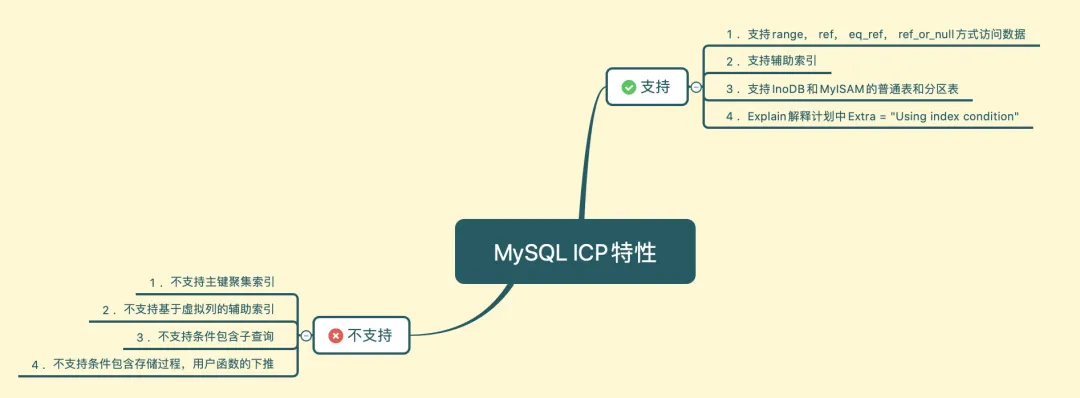 1．支持range， ref， eq_ref， ref_or_null方式访问数据
2．支持辅助索引
支持
3．支持InoDB和MyISAM的普通表和分区表
4．Explain解释计划中Extra = "Using index condition"
MySQL ICP特性
1．不支持主键聚集索引
2．不支持基于虚拟列的辅助索引
不支持
3．不支持条件包含子查询
4．不支持条件包含存储过程，用户函数的下推